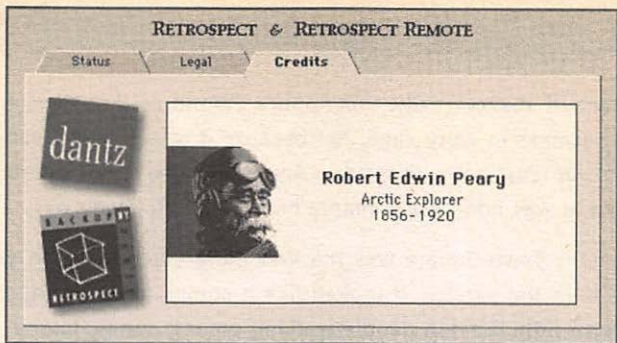 RETROSPECT & RETROSPECT REMOTE
Status Legal Credits
dantz
Robert Edwin Peary
Arctic Explorer
1856-1920
BACKUP BY
RETROSPECT